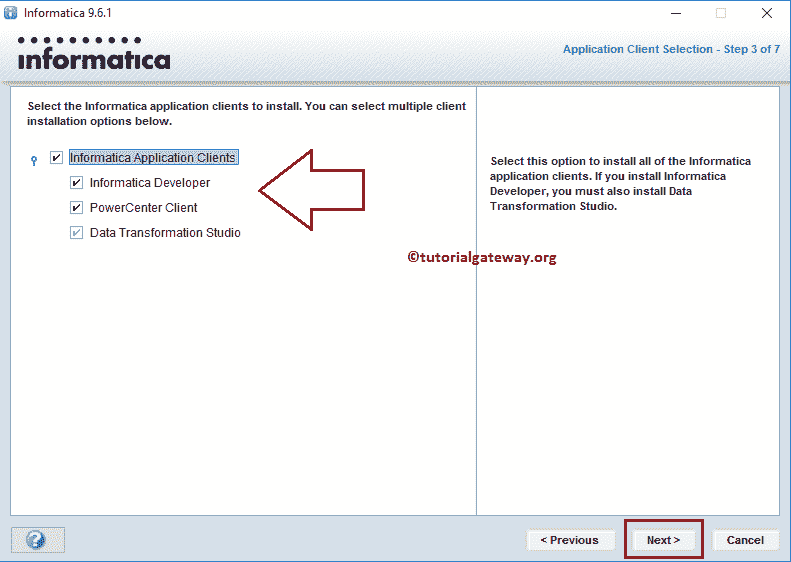 Informatica 9.6.1
informatica
Application Client Selection - Step 3 of 7
Select the Informatica application clients to install. You can select multiple client
installation options below.
Informatica Application Clients
Informatica Developer
PowerCenter Client
Data Transformation Studio
Select this option to install all of the Informatica
application clients. If you install Informatica
Developer, you must also install Data
Transformation Studio.
©tutorialgateway.org
?
< Previous
Next >
Cancel